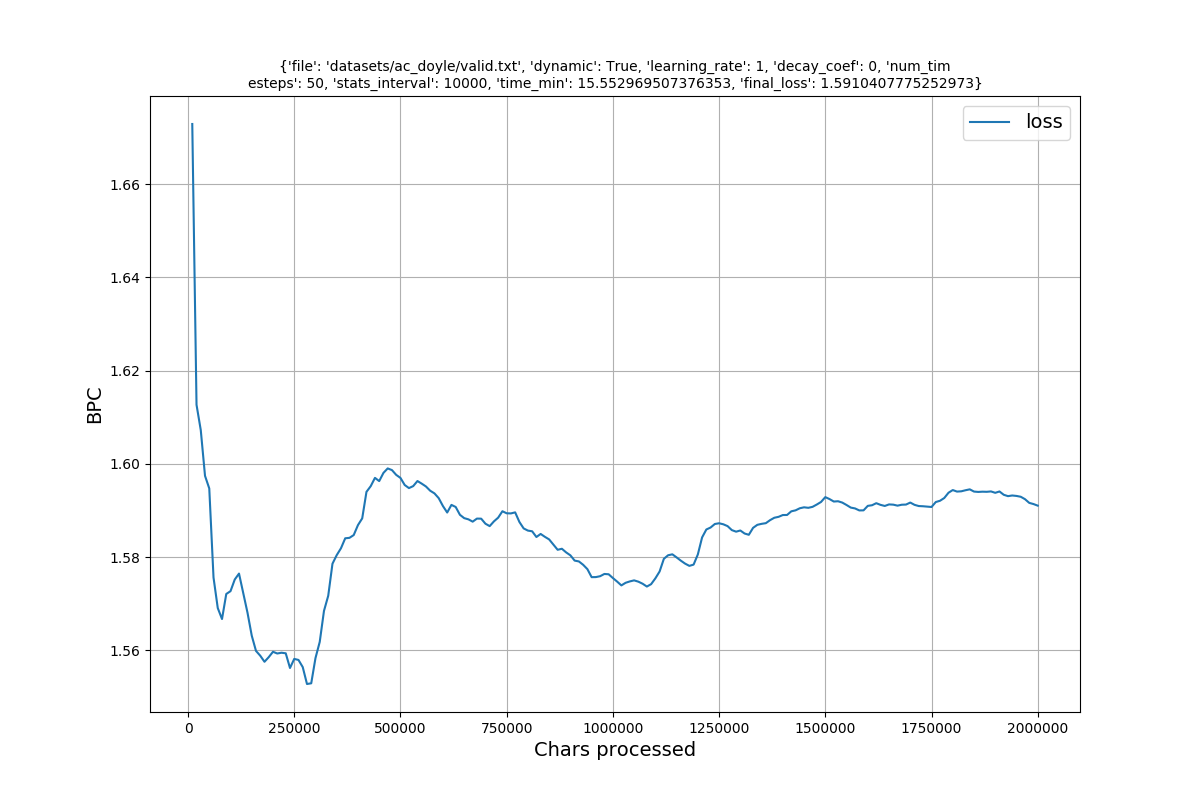 {'file': 'datasets/ac_doyle/valid.txt', 'dynamic': True, 'learning_rate': 1, 'decay_coef': 0, 'num_tim
esteps': 50, 'stats_interval': 10000, 'time_min': 15.552969507376353, 'final_loss': 1.5910407775252973}
loss
1.66
1.64
1.62
1.60
1.58
1.56
BPC
0 250000 500000 750000 1000000 1250000 1500000 1750000 2000000
Chars processed